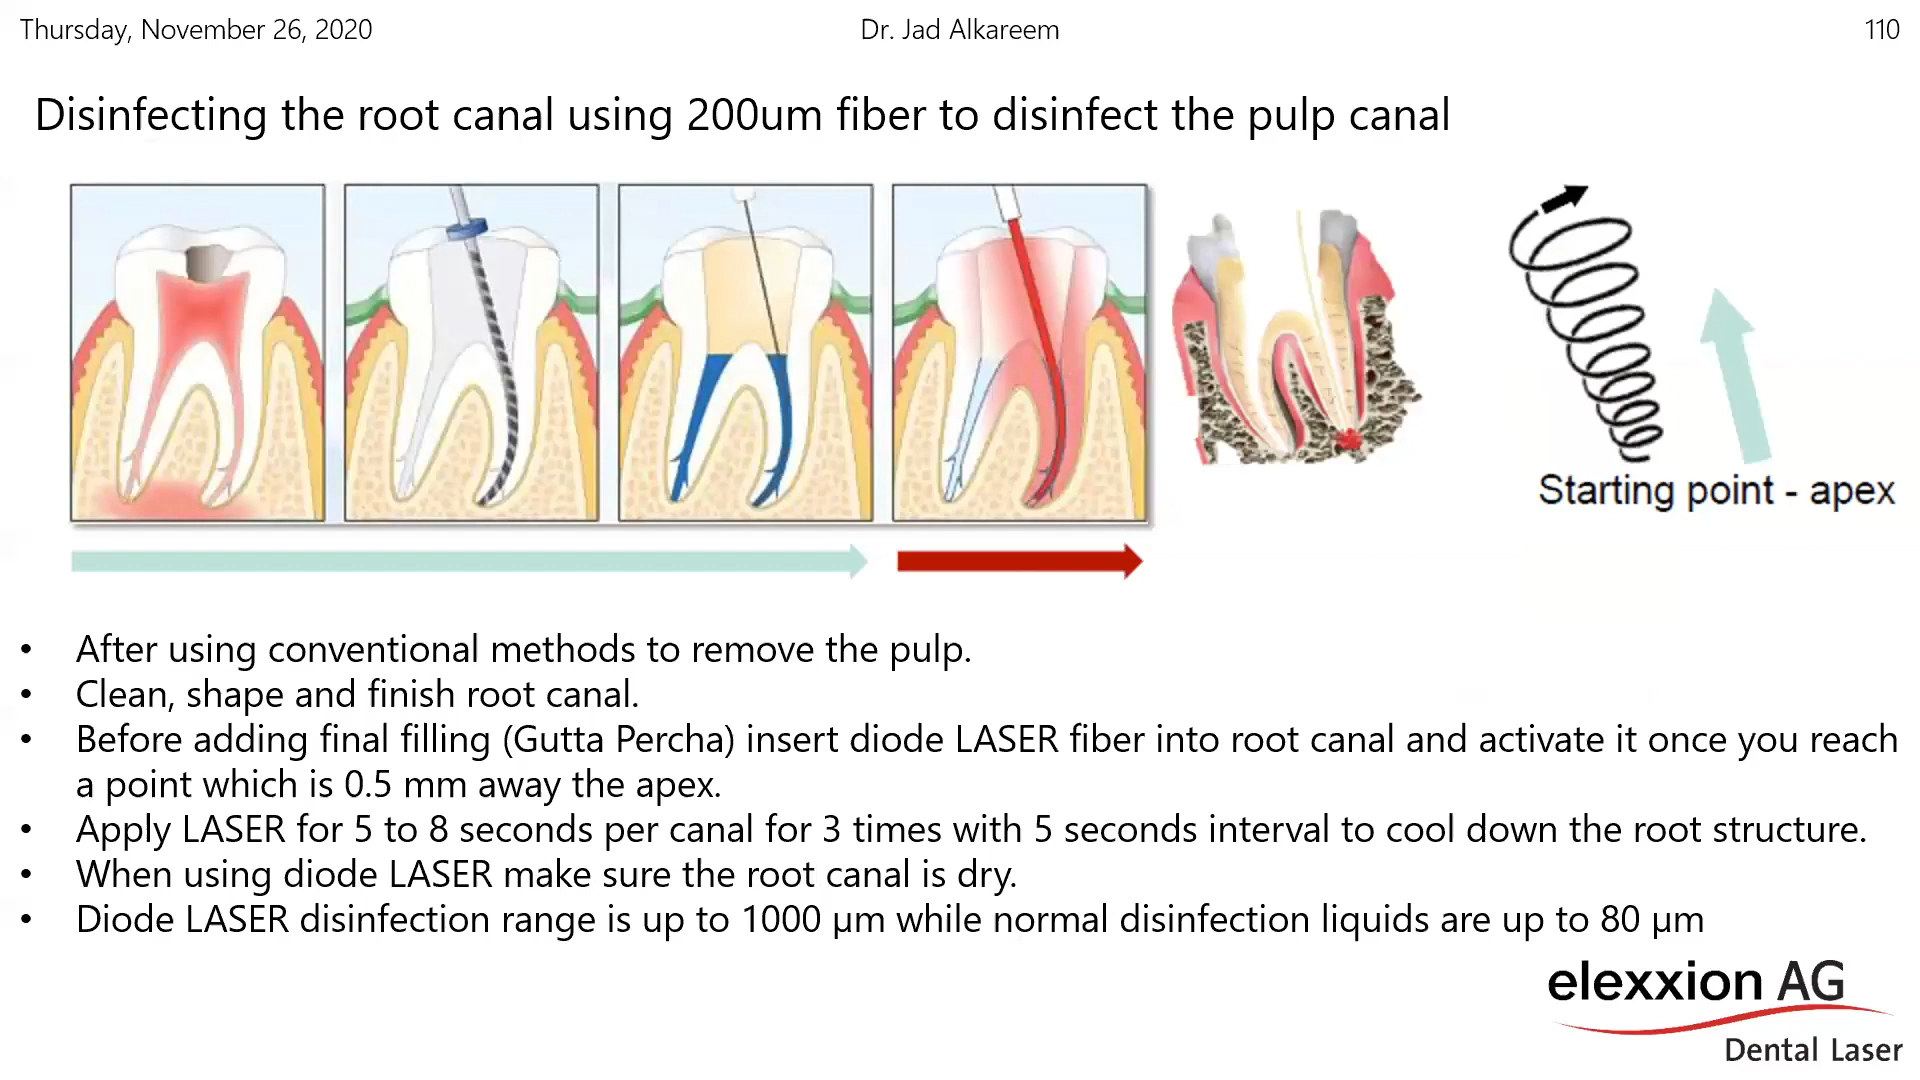 Thursday, November 26, 2020
Dr. Jad Alkareem
110
Disinfecting the root canal using 200um fiber to disinfect the pulp canal
Starting point - apex
• After using conventional methods to remove the pulp.
• Clean, shape and finish root canal.
• Before adding final filling (Gutta Percha) insert diode LASER fiber into root canal and activate it once you reach
a point which is 0.5 mm away the apex.
• Apply LASER for 5 to 8 seconds per canal for 3 times with 5 seconds interval to cool down the root structure.
• When using diode LASER make sure the root canal is dry.
• Diode LASER disinfection range is up to 1000 µm while normal disinfection liquids are up to 80 µm
elexxion AG
Dental Laser